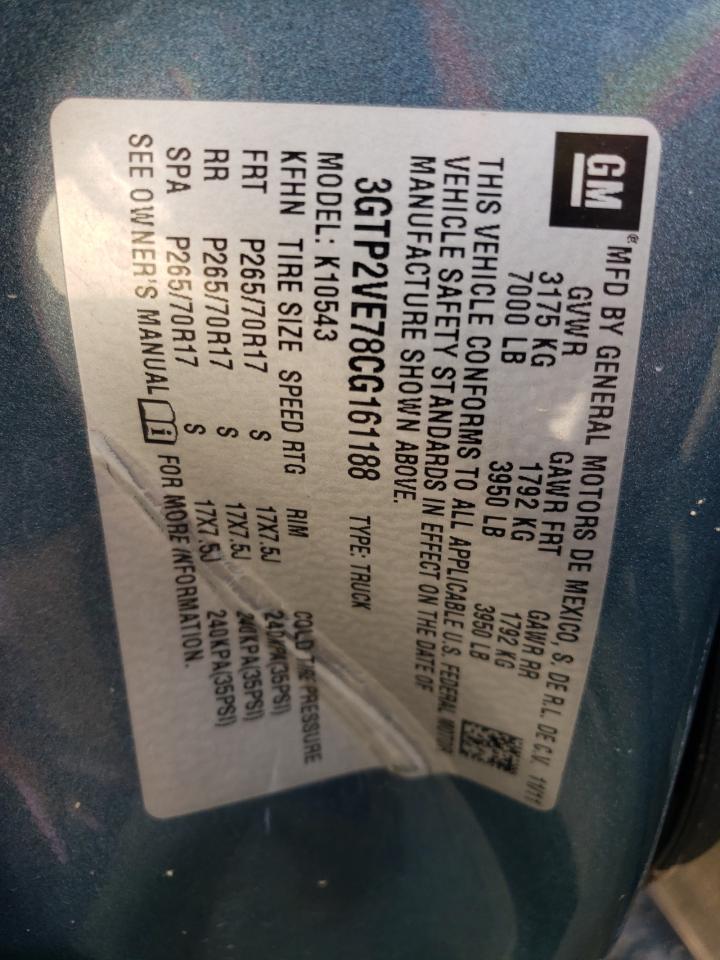 GM®
MFD BY GENERAL MOTORS DE MEXICO, S. DE R.L. DE C.V. 11/11
GVWR GAWR FRT GAWR RR
3175 KG 1792 KG 1792 KG
7000 LB 3950 LB 3950 LB
THIS VEHICLE CONFORMS TO ALL APPLICABLE U.S. FEDERAL MOTOR
VEHICLE SAFETY STANDARDS IN EFFECT ON THE DATE OF
MANUFACTURE SHOWN ABOVE.
3GTP2VE78CG161188 TYPE: TRUCK
MODEL: K10543
KFHN TIRE SIZE SPEED RTG RIM COLD TIRE PRESSURE
FRT P265/70R17 S 17X7.5J 240KPA(35PSI)
RR P265/70R17 S 17X7.5J 240KPA(35PSI)
SPA P265/70R17 S 17X7.5J 240KPA(35PSI)
SEE OWNER'S MANUAL i FOR MORE INFORMATION.